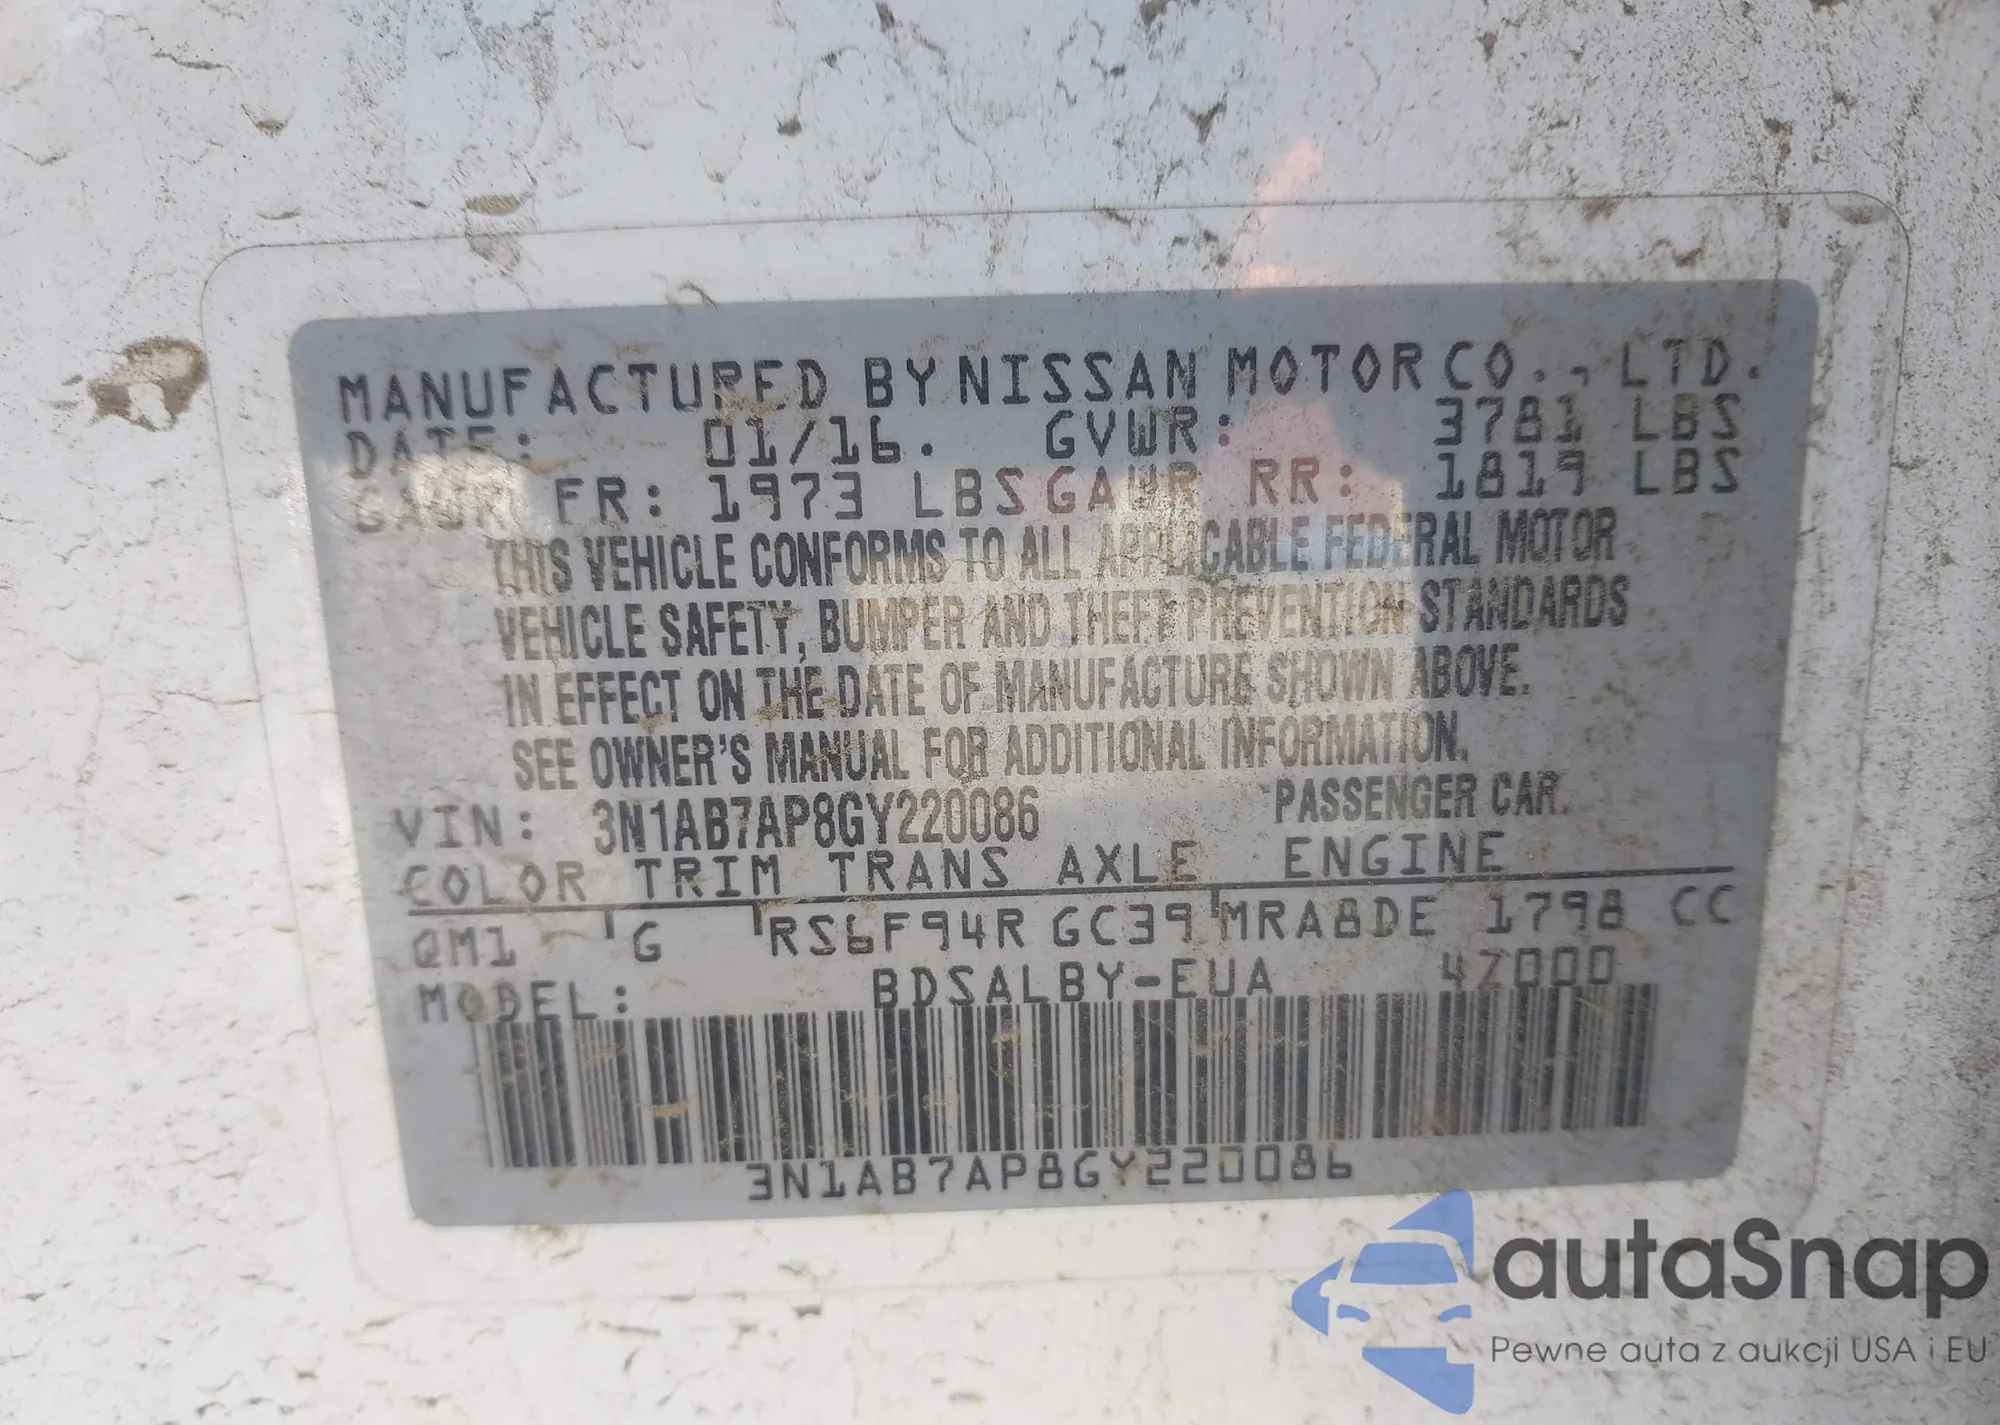 MANUFACTURED BY NISSAN MOTOR CO., LTD.
DATE: 01/16. GVWR: 3781 LBS
GAWR FR: 1973 LBS GAWR RR: 1819 LBS
THIS VEHICLE CONFORMS TO ALL APPLICABLE FEDERAL MOTOR
VEHICLE SAFETY, BUMPER AND THEFT PREVENTION STANDARDS
IN EFFECT ON THE DATE OF MANUFACTURE SHOWN ABOVE.
SEE OWNER'S MANUAL FOR ADDITIONAL INFORMATION.
VIN: 3N1AB7AP8GY220086 PASSENGER CAR.
COLOR TRIM TRANS AXLE ENGINE
QM1 G RS6F94R GC39 MRA8DE 1798 CC
MODEL: BDSALBY-EUA 4Z000
3N1AB7AP8GY220086
autaSnap
Pewne auta z aukcji USA i EU